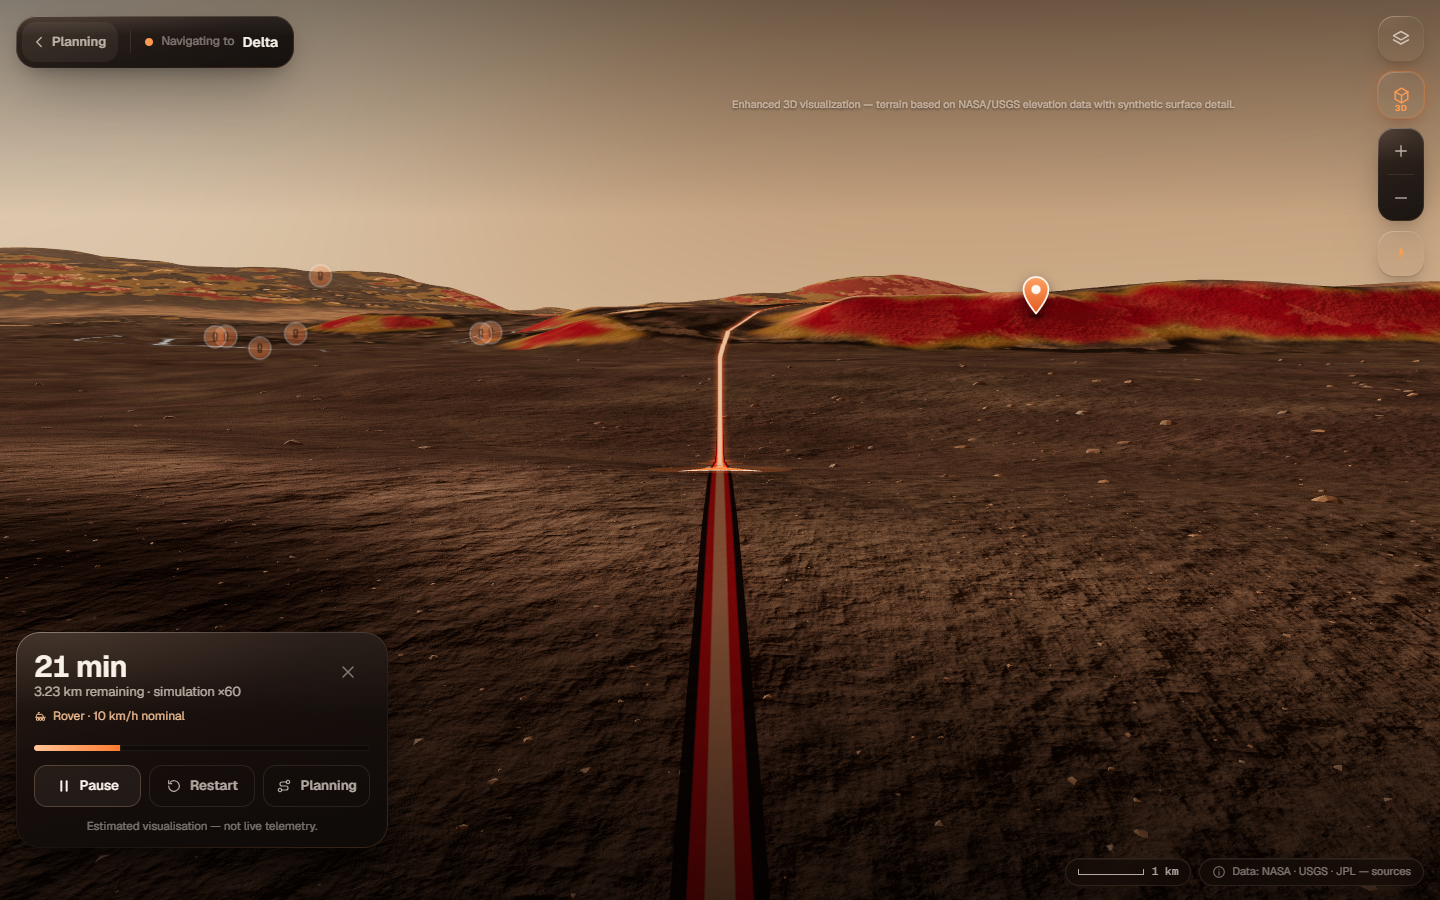 Planning
Navigating to Delta
Enhanced 3D visualization — terrain based on NASA/USGS elevation data with synthetic surface detail.
3D
21 min
3.23 km remaining · simulation ×60
Rover · 10 km/h nominal
Pause
Restart
Planning
Estimated visualisation — not live telemetry.
1 km
Data: NASA · USGS · JPL — sources